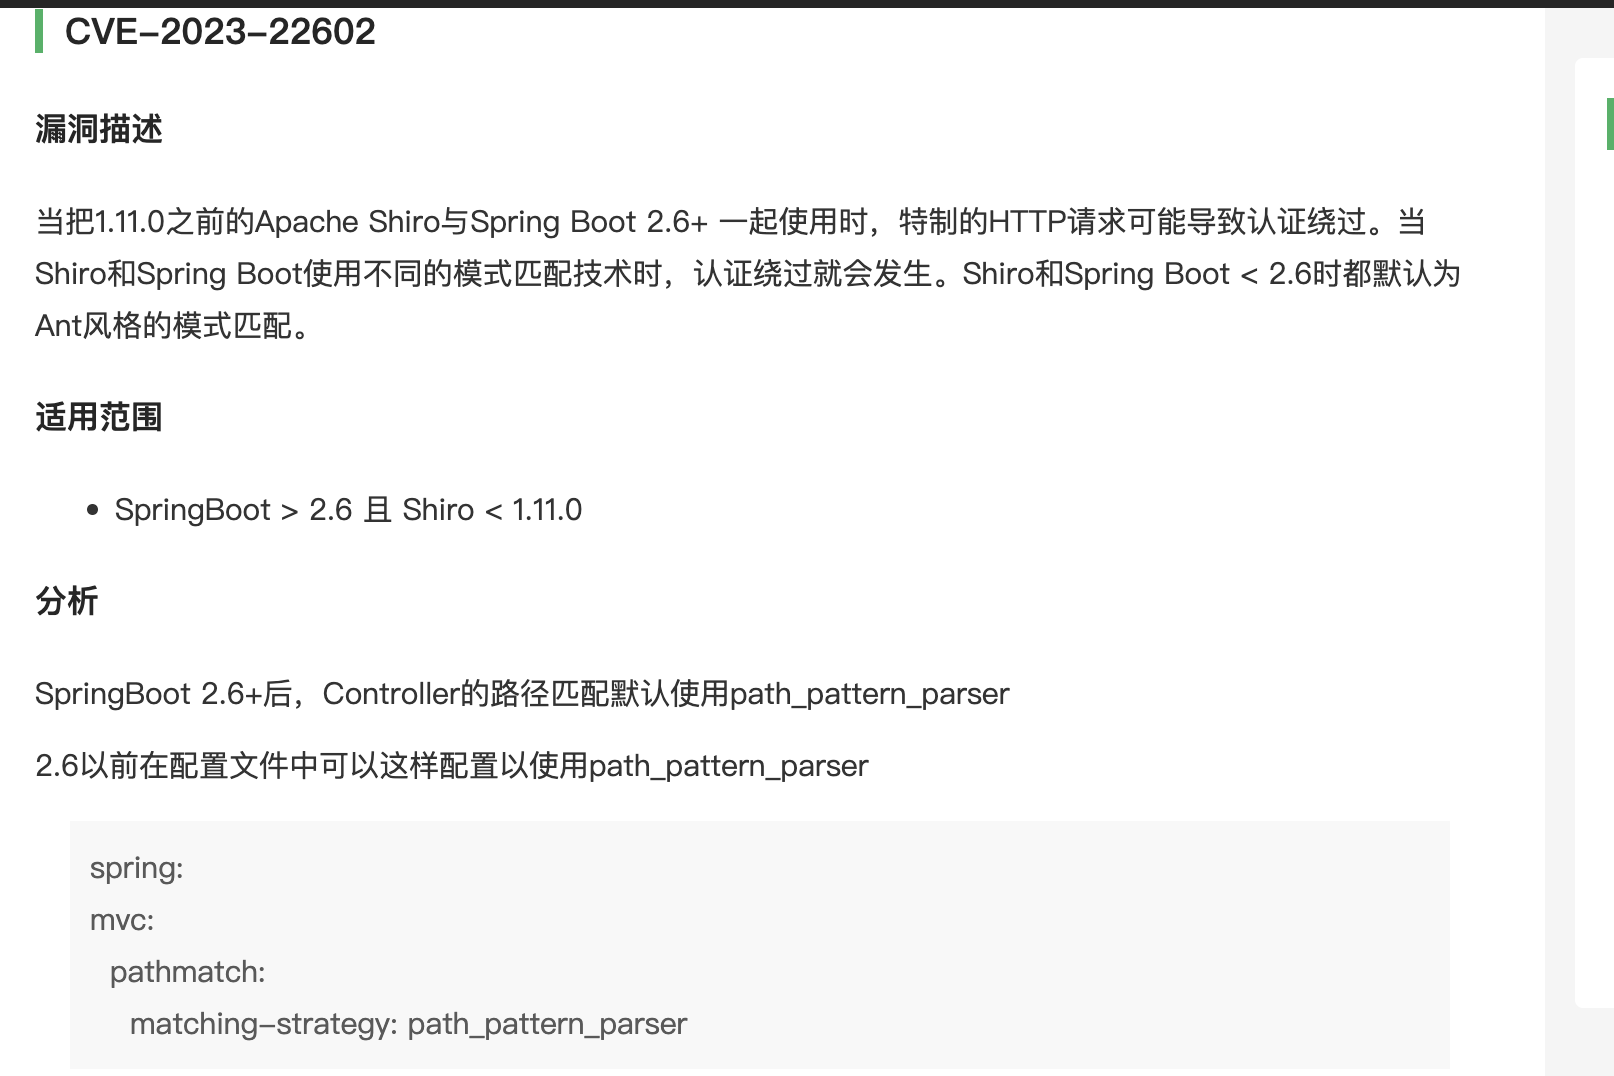 CVE-2023-22602
漏洞描述
当把1.11.0之前的Apache Shiro与Spring Boot 2.6+ 一起使用时，特制的HTTP请求可能导致认证绕过。当
Shiro和Spring Boot使用不同的模式匹配技术时，认证绕过就会发生。Shiro和Spring Boot < 2.6时都默认为
Ant风格的模式匹配。
适用范围
• SpringBoot > 2.6 且 Shiro < 1.11.0
分析
SpringBoot 2.6+后，Controller的路径匹配默认使用path_pattern_parser
2.6以前在配置文件中可以这样配置以使用path_pattern_parser
spring:
mvc:
pathmatch:
matching-strategy: path_pattern_parser